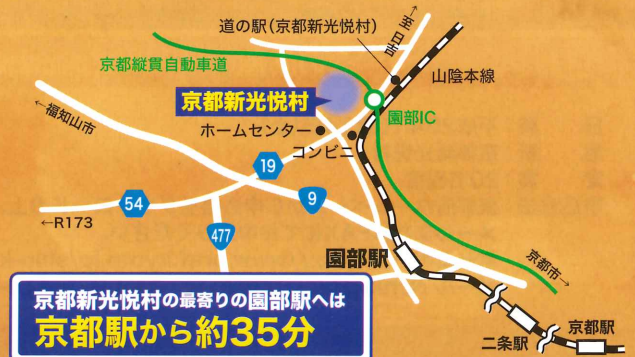 →至日吉
道の駅(京都新光悦村)
京都縦貫自動車道
山陰本線
京都新光悦村
←福知山市
園部IC
ホームセンター
コンビニ
19
9
54
←R173
477
園部駅
京都市→
京都新光悦村の最寄りの園部駅へは
京都駅から約35分
京都駅
二条駅